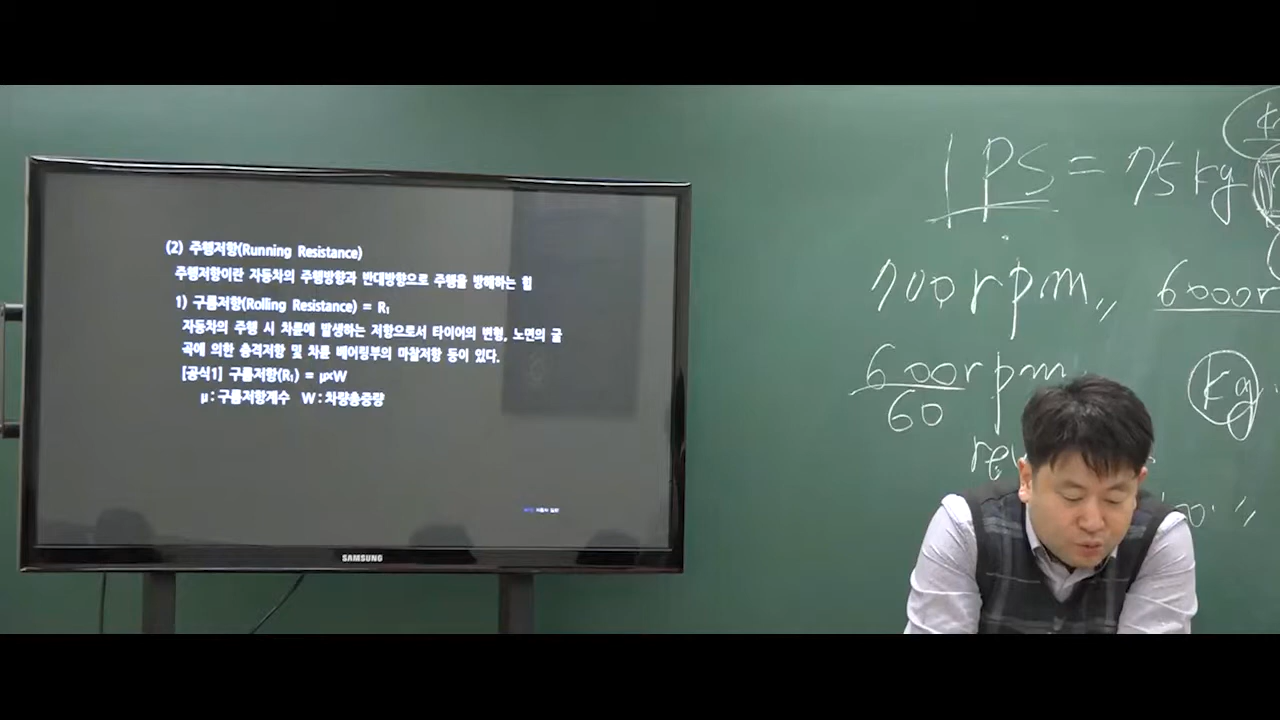 (2) 주행저항(Running Resistance)
주행저항이란 자동차의 주행방향과 반대방향으로 주행을 방해하는 힘
1) 구름저항(Rolling Resistance) = R₁
자동차의 주행 시 차륜에 발생하는 저항으로서 타이어의 변형, 노면의 굴
곡에 의한 충격저항 및 차륜 베어링부의 마찰저항 등이 있다.
[공식1] 구름저항(R₁) = μ×W
μ : 구름저항계수 W : 차량총중량
SAMSUNG
1PS = 75kg
700rpm,,
6000r
600rpm
60
kg
re